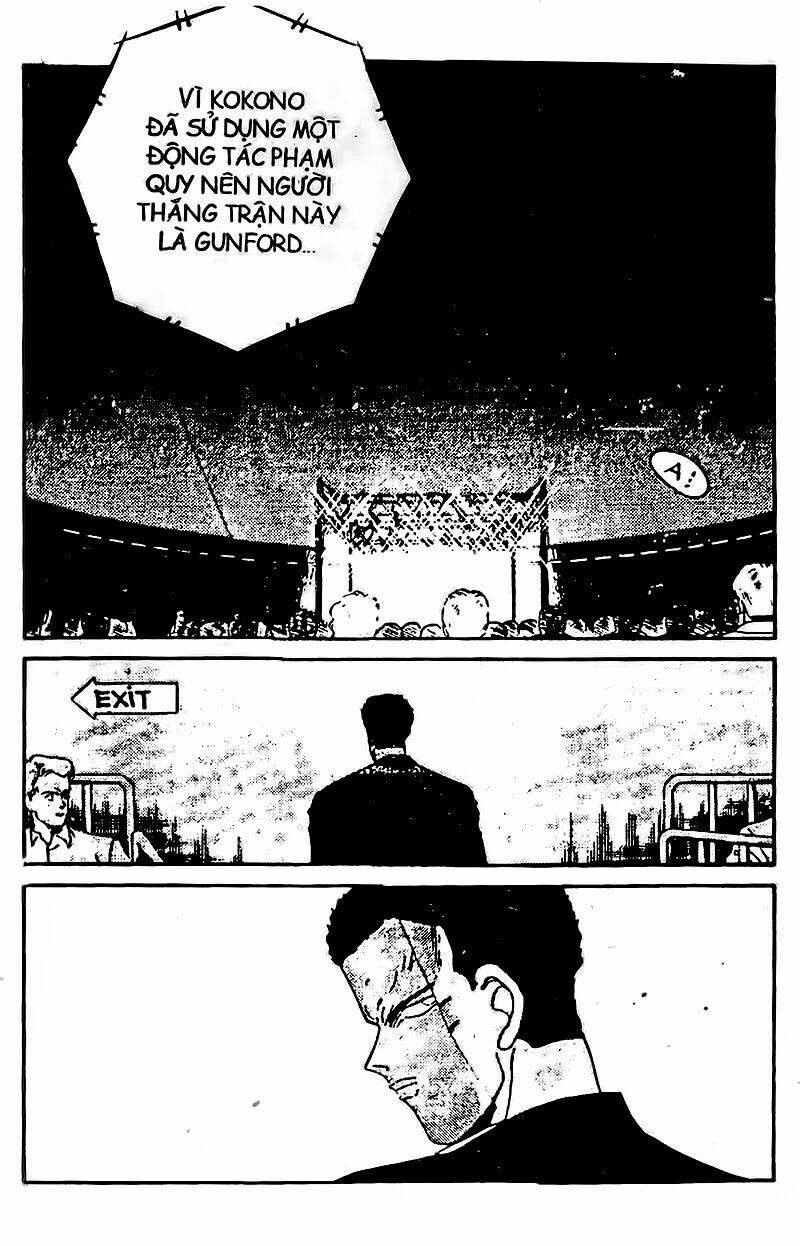 VÌ KOKONO
ĐÃ SỬ DỤNG MỘT
ĐỘNG TÁC PHẠM
QUY NÊN NGƯỜI
THẮNG TRẬN NÀY
LÀ GUNFORD...
A...
EXIT